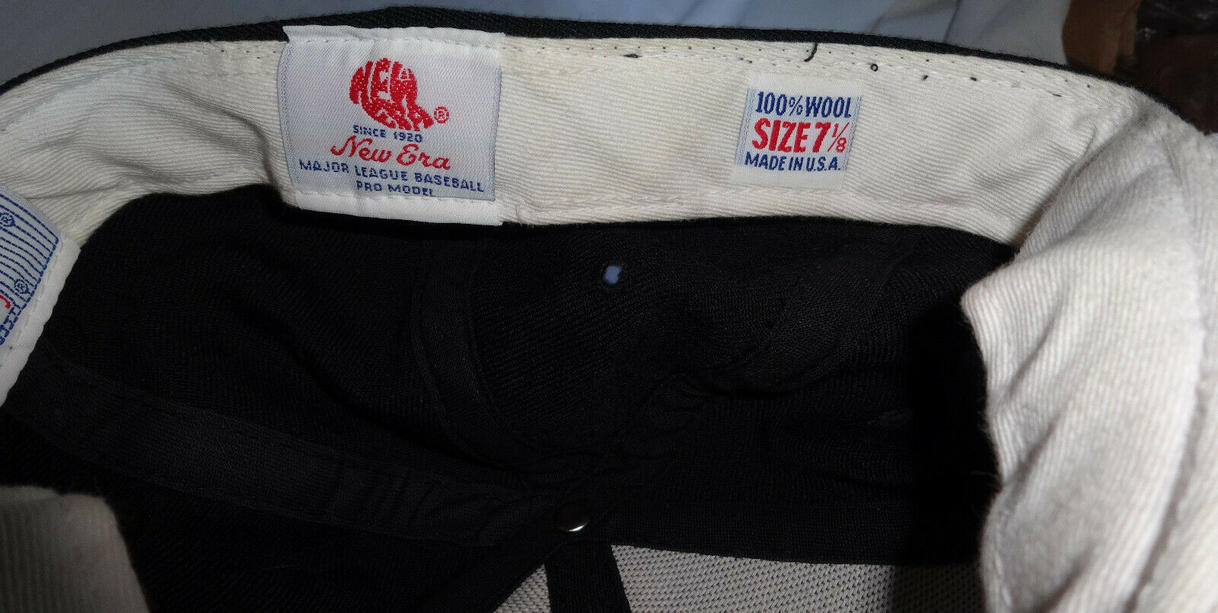 NEW ERA®
SINCE 1920
New Era
MAJOR LEAGUE BASEBALL
PRO MODEL
100% WOOL
SIZE 7 1/8
MADE IN U.S.A.
®
®